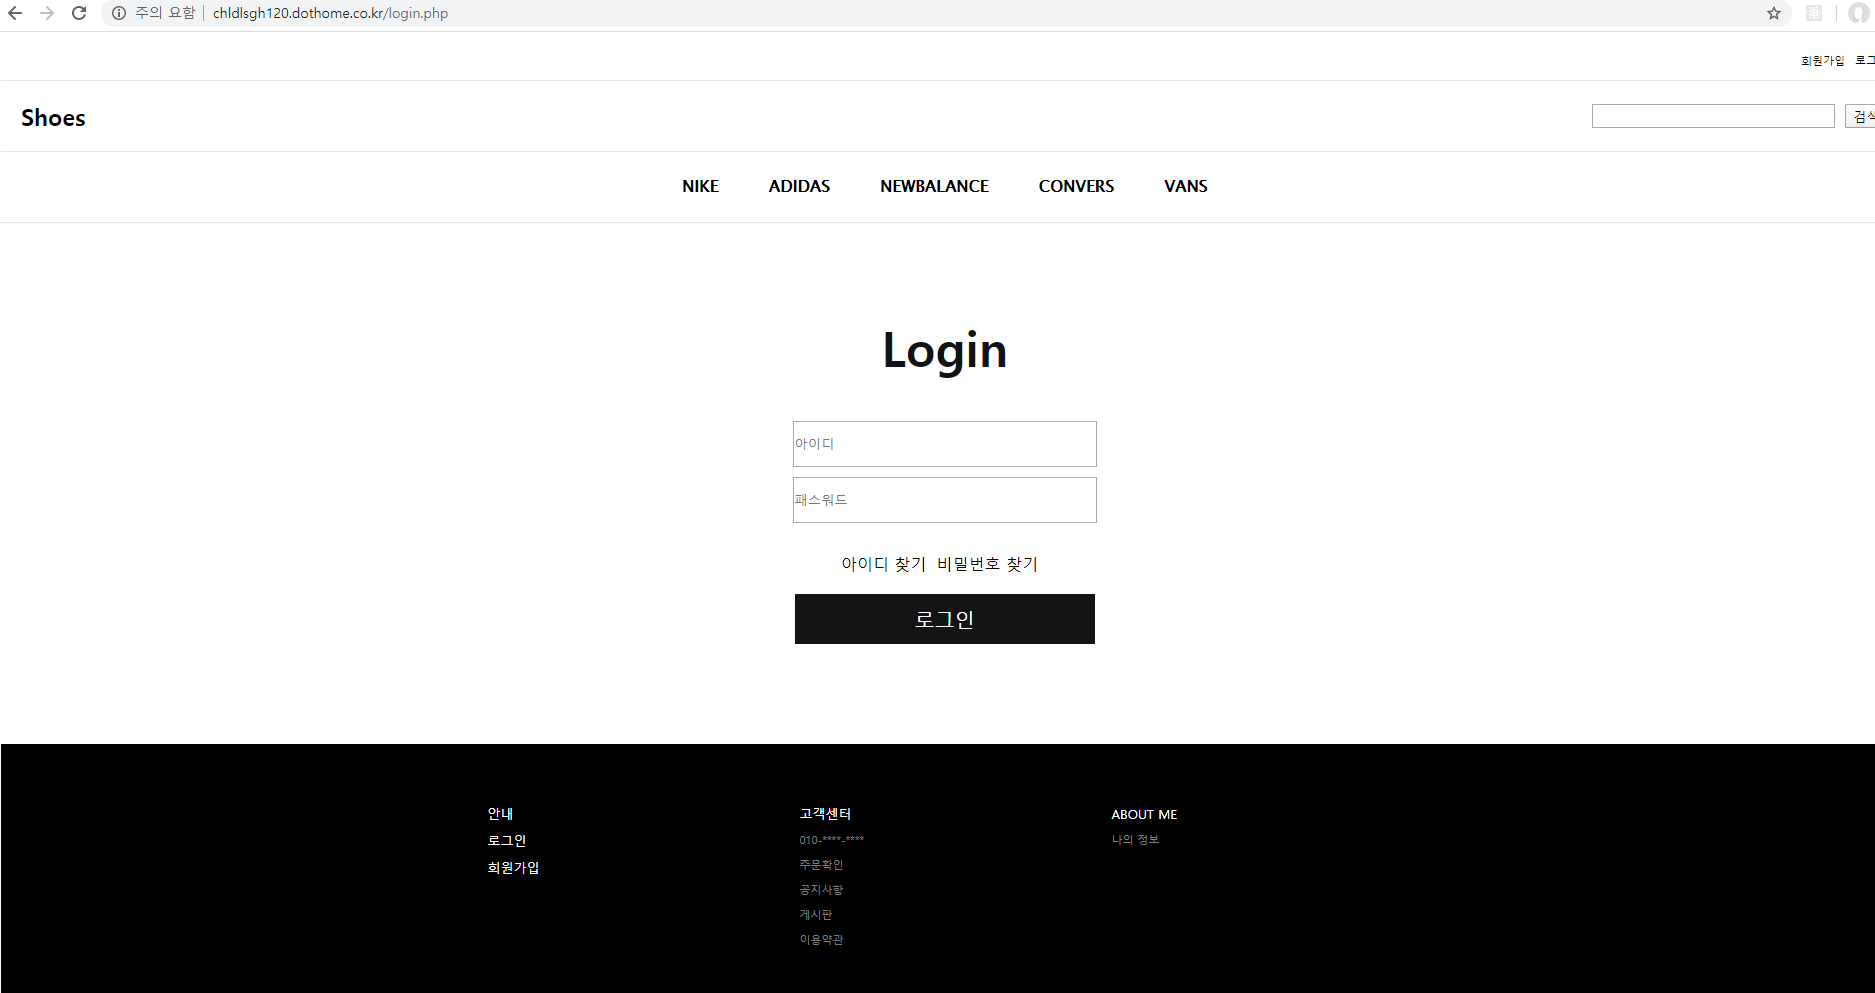 주의 요함 | chldlsgh120.dothome.co.kr/login.php
회원가입 로그
Shoes
검색
NIKE ADIDAS NEWBALANCE CONVERS VANS
Login
아이디
패스워드
아이디 찾기 비밀번호 찾기
로그인
안내
로그인
회원가입
고객센터
010-****-****
주문확인
공지사항
게시판
이용약관
ABOUT ME
나의 정보